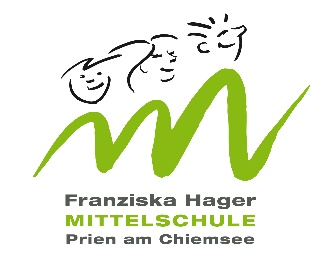 Franziska Hager
MITTELSCHULE
Prien am Chiemsee